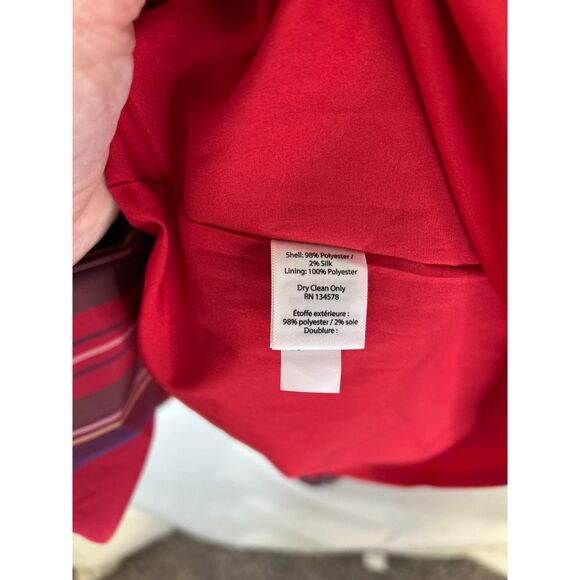 Shell: 98% Polyester /
2% Silk
Lining: 100% Polyester
Dry Clean Only
RN 134578
Étoffe extérieure :
98% polyester / 2% soie
Doublure :